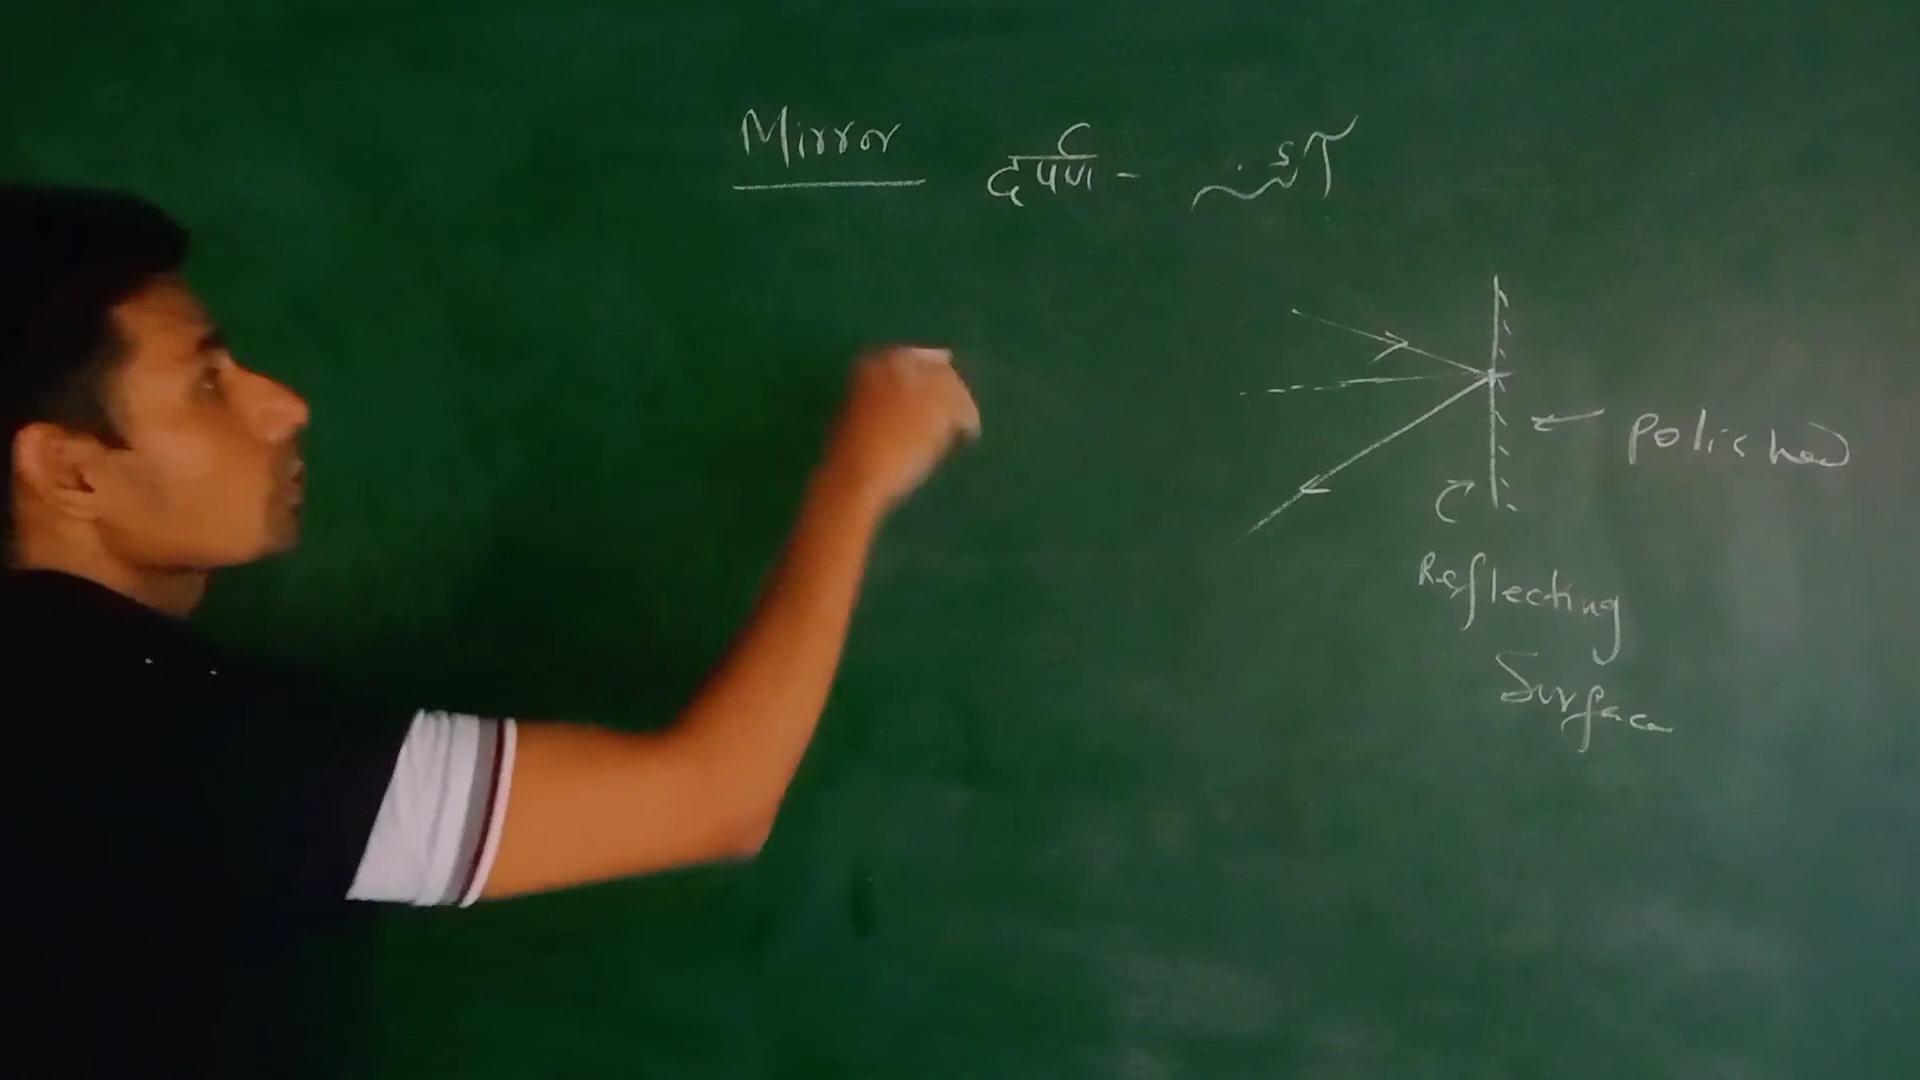 Mirror दर्पण -
Polished
Reflecting
Surface